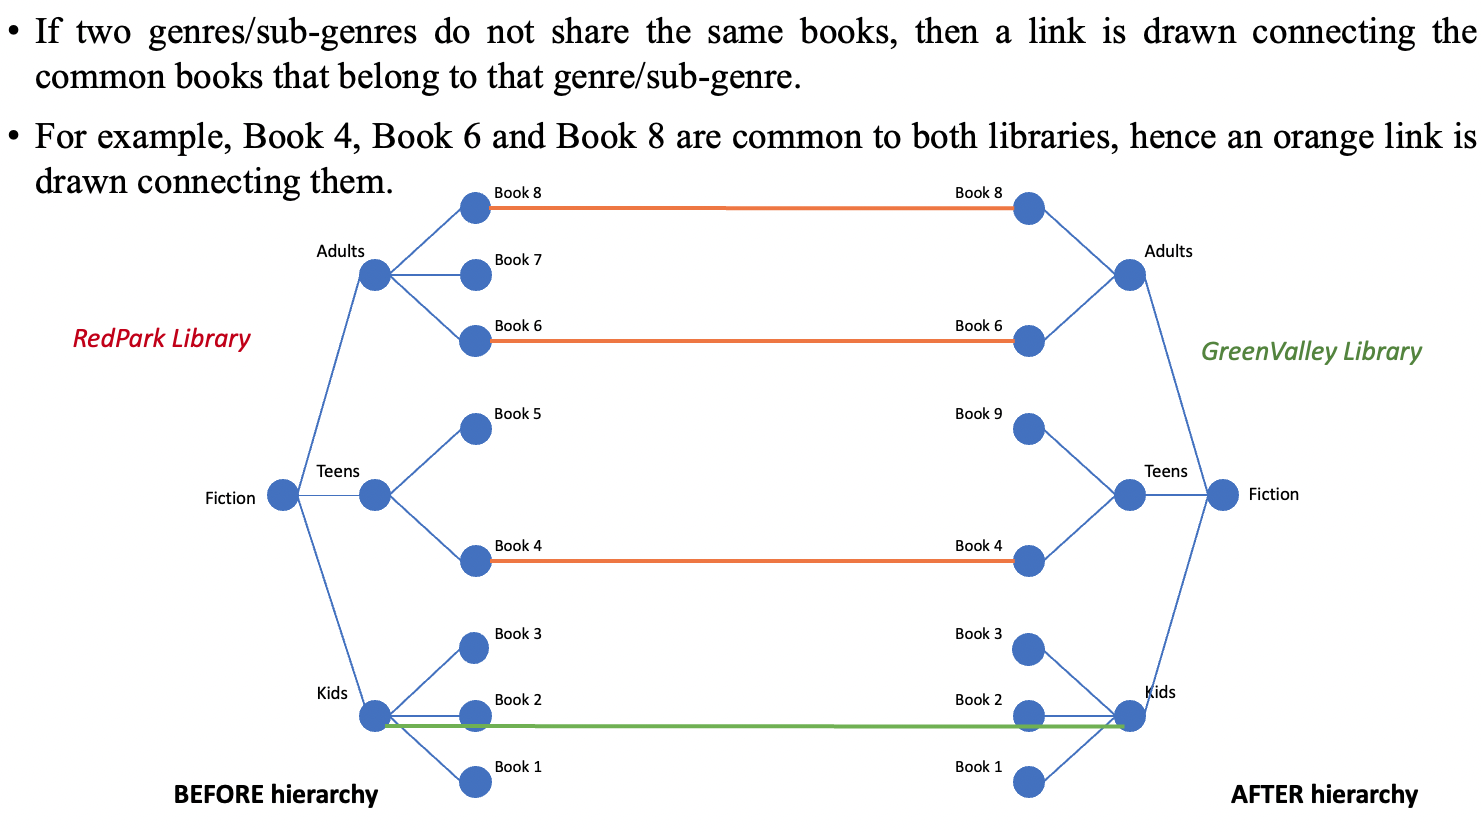 • If two genres/sub-genres do not share the same books, then a link is drawn connecting the
common books that belong to that genre/sub-genre.
• For example, Book 4, Book 6 and Book 8 are common to both libraries, hence an orange link is
drawn connecting them.
Book 8
Book 8
Adults
Adults
Book 7
Book 6
Book 6
RedPark Library
GreenValley Library
Book 5
Book 9
Teens
Teens
Fiction
Fiction
Book 4
Book 4
Book 3
Book 3
Kids
Kids
Book 2
Book 2
Book 1
Book 1
BEFORE hierarchy
AFTER hierarchy